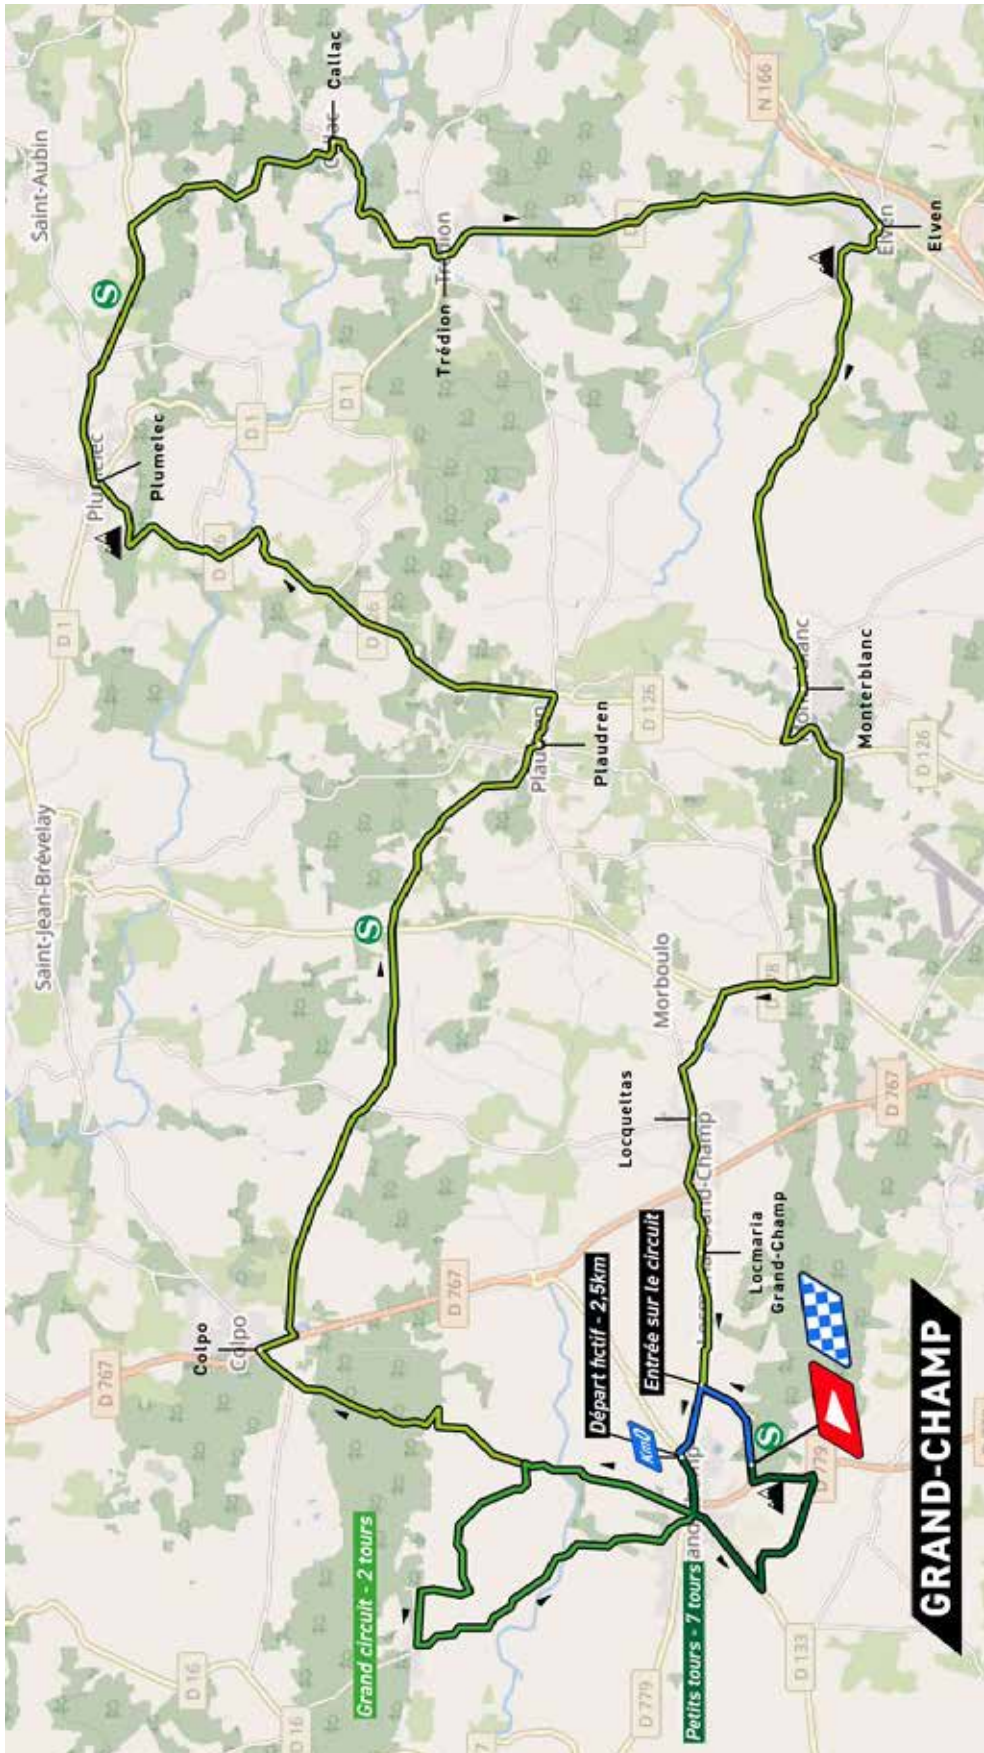 Saint-Aubin
Callac
N 166
S
Trédion
Trédion
Elven
Elven
Plumelec
Plumelec
D 1
D 1
D 1
Saint-Jean-Brévelay
Plaudren
Plaudren
D 126
D 126
Monterblanc
Monterblanc
S
Morboulo
Locqueltas
D 767
Locmaria
Grand-Champ
Colpo
Colpo
D 767
D 767
Départ fictif - 2,5km
Entrée sur le circuit
Km0
S
D 779
Grand circuit - 2 tours
Petits tours - 7 tours
D 16
D 16
D 779
D 133
GRAND-CHAMP